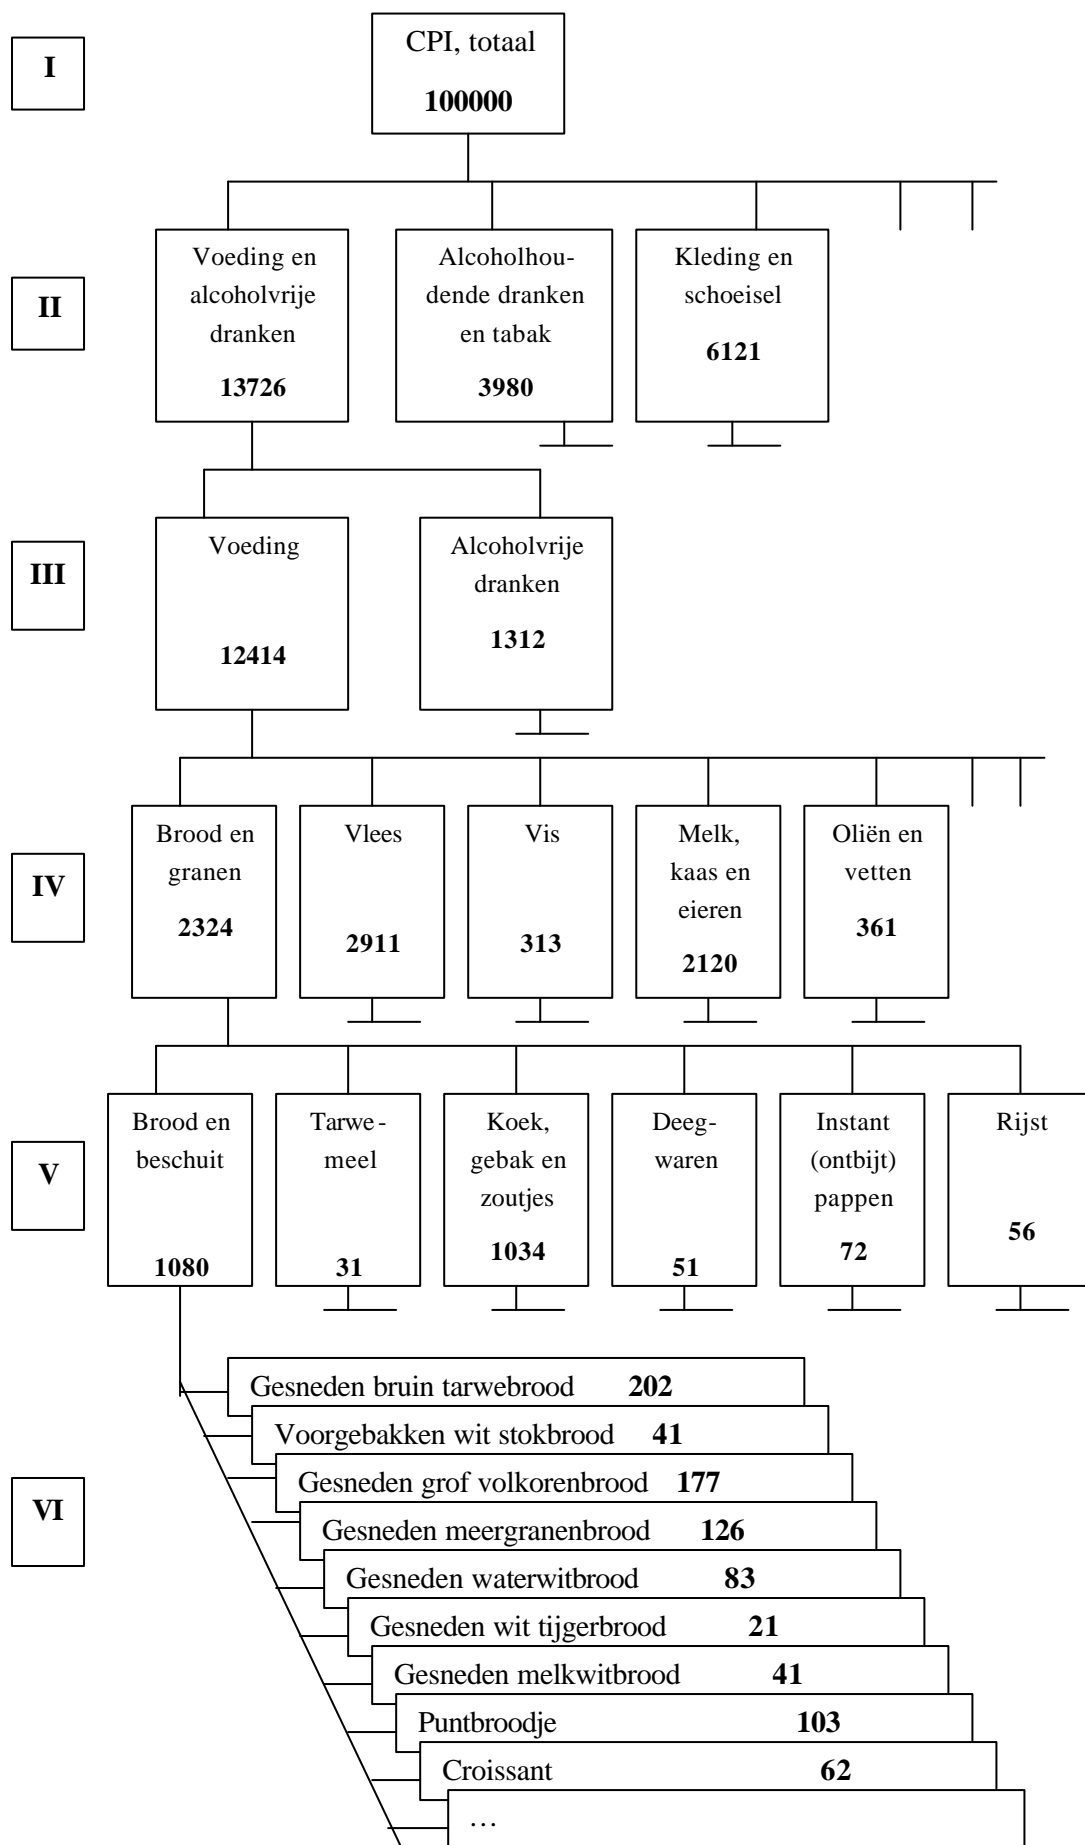 I
CPI, totaal
100000
II
Voeding en
alcoholvrije
dranken
13726
Alcoholhou-
dende dranken
en tabak
3980
Kleding en
schoeisel
6121
III
Voeding
12414
Alcoholvrije
dranken
1312
IV
Brood en
granen
2324
Vlees
2911
Vis
313
Melk,
kaas en
eieren
2120
Oliën en
vetten
361
V
Brood en
beschuit
1080
Tarwe-
meel
31
Koek,
gebak en
zoutjes
1034
Deeg-
waren
51
Instant
(ontbijt)
pappen
72
Rijst
56
VI
Gesneden bruin tarwebrood 202
Voorgebakken wit stokbrood 41
Gesneden grof volkorenbrood 177
Gesneden meergranenbrood 126
Gesneden waterwitbrood 83
Gesneden wit tijgerbrood 21
Gesneden melkwitbrood 41
Puntbroodje 103
Croissant 62
…